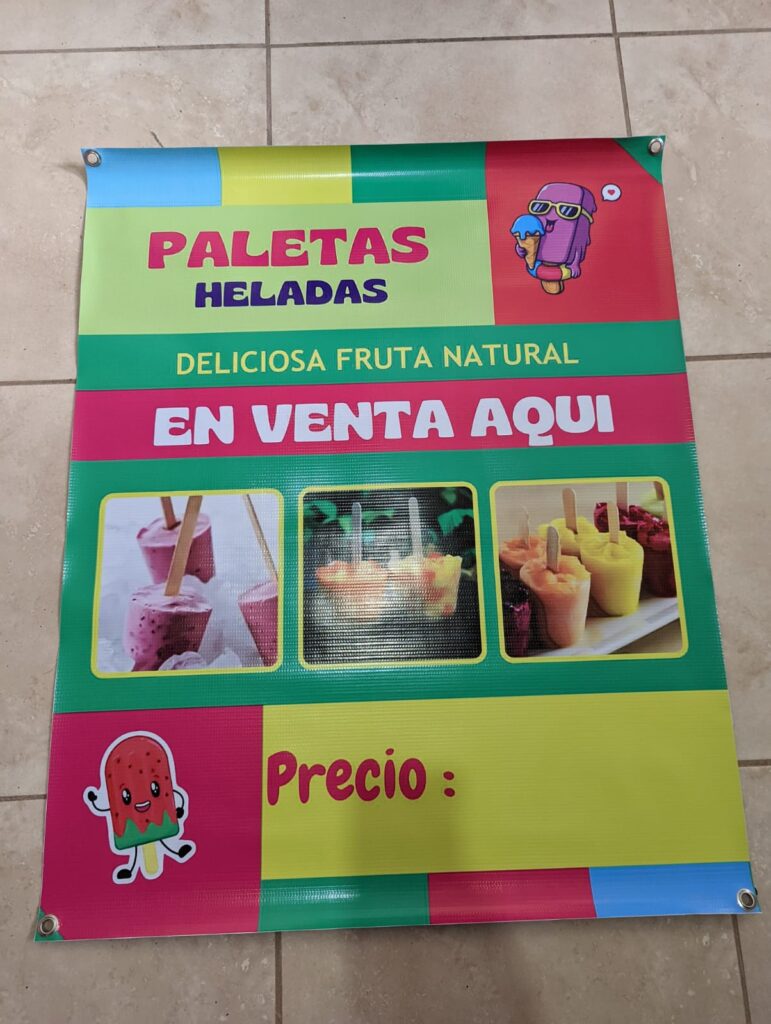 PALETAS
HELADAS
DELICIOSA FRUTA NATURAL
EN VENTA AQUI
Precio :